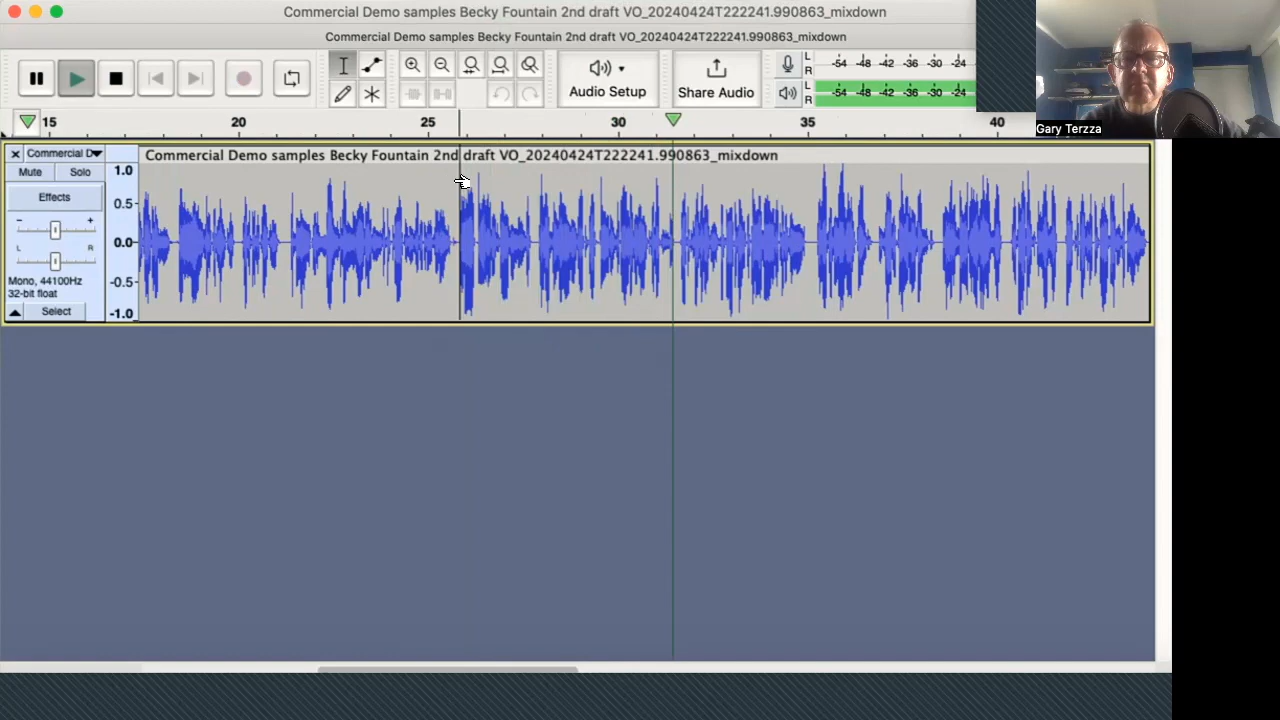 Commercial Demo samples Becky Fountain 2nd draft VO_20240424T222241.990863_mixdown
Commercial Demo samples Becky Fountain 2nd draft VO_20240424T222241.990863_mixdown
Audio Setup
Share Audio
L
R
-54 -48 -42 -36 -30 -24
L
R
-54 -48 -42 -36 -30 -24
Gary Terzza
15 20 25 30 35 40
Commercial D
Commercial Demo samples Becky Fountain 2nd draft VO_20240424T222241.990863_mixdown
Mute Solo
Effects
- +
L R
Mono, 44100Hz
32-bit float
Select
1.0
0.5
0.0
-0.5
-1.0